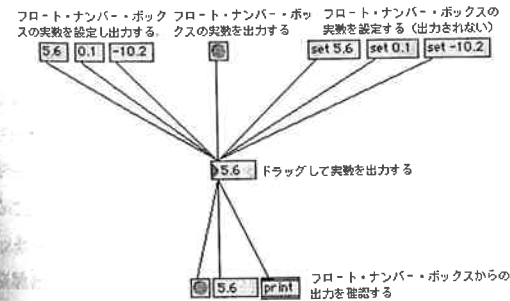 フロート・ナンバー・ボック
スの実数を設定し出力する。
フロート・ナンバー・ボッ
クスの実数を出力する
フロート・ナンバー・ボックスの
実数を設定する（出力されない）
5.6 0.1 -10.2
set 5.6 set 0.1 set -10.2
5.6 ドラッグして実数を出力する
5.6 print
フロート・ナンバー・ボックスからの
出力を確認する